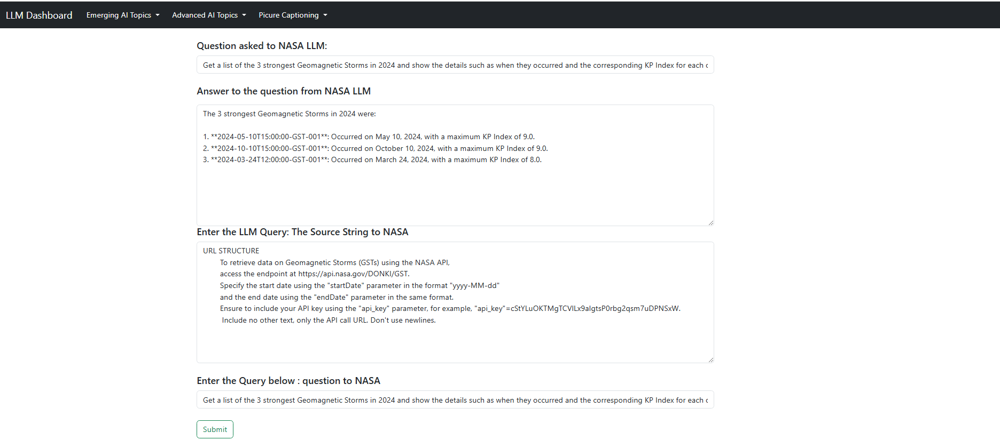 LLM Dashboard Emerging AI Topics Advanced AI Topics Picure Captioning
Question asked to NASA LLM:
Get a list of the 3 strongest Geomagnetic Storms in 2024 and show the details such as when they occurred and the corresponding KP Index for each
Answer to the question from NASA LLM
The 3 strongest Geomagnetic Storms in 2024 were:
1. **2024-05-10T15:00:00-GST-001**: Occurred on May 10, 2024, with a maximum KP Index of 9.0.
2. **2024-10-10T15:00:00-GST-001**: Occurred on October 10, 2024, with a maximum KP Index of 9.0.
3. **2024-03-24T12:00:00-GST-001**: Occurred on March 24, 2024, with a maximum KP Index of 8.0.
Enter the LLM Query: The Source String to NASA
URL STRUCTURE
To retrieve data on Geomagnetic Storms (GSTs) using the NASA API,
access the endpoint at https://api.nasa.gov/DONKI/GST.
Specify the start date using the "startDate" parameter in the format "yyyy-MM-dd"
and the end date using the "endDate" parameter in the same format.
Ensure to include your API key using the "api_key" parameter, for example, "api_key"=cStYLuOKTMgTCVILx9algtsP0rbg2qsm7uDPNSxW.
Include no other text, only the API call URL. Don't use newlines.
Enter the Query below : question to NASA
Get a list of the 3 strongest Geomagnetic Storms in 2024 and show the details such as when they occurred and the corresponding KP Index for each
Submit